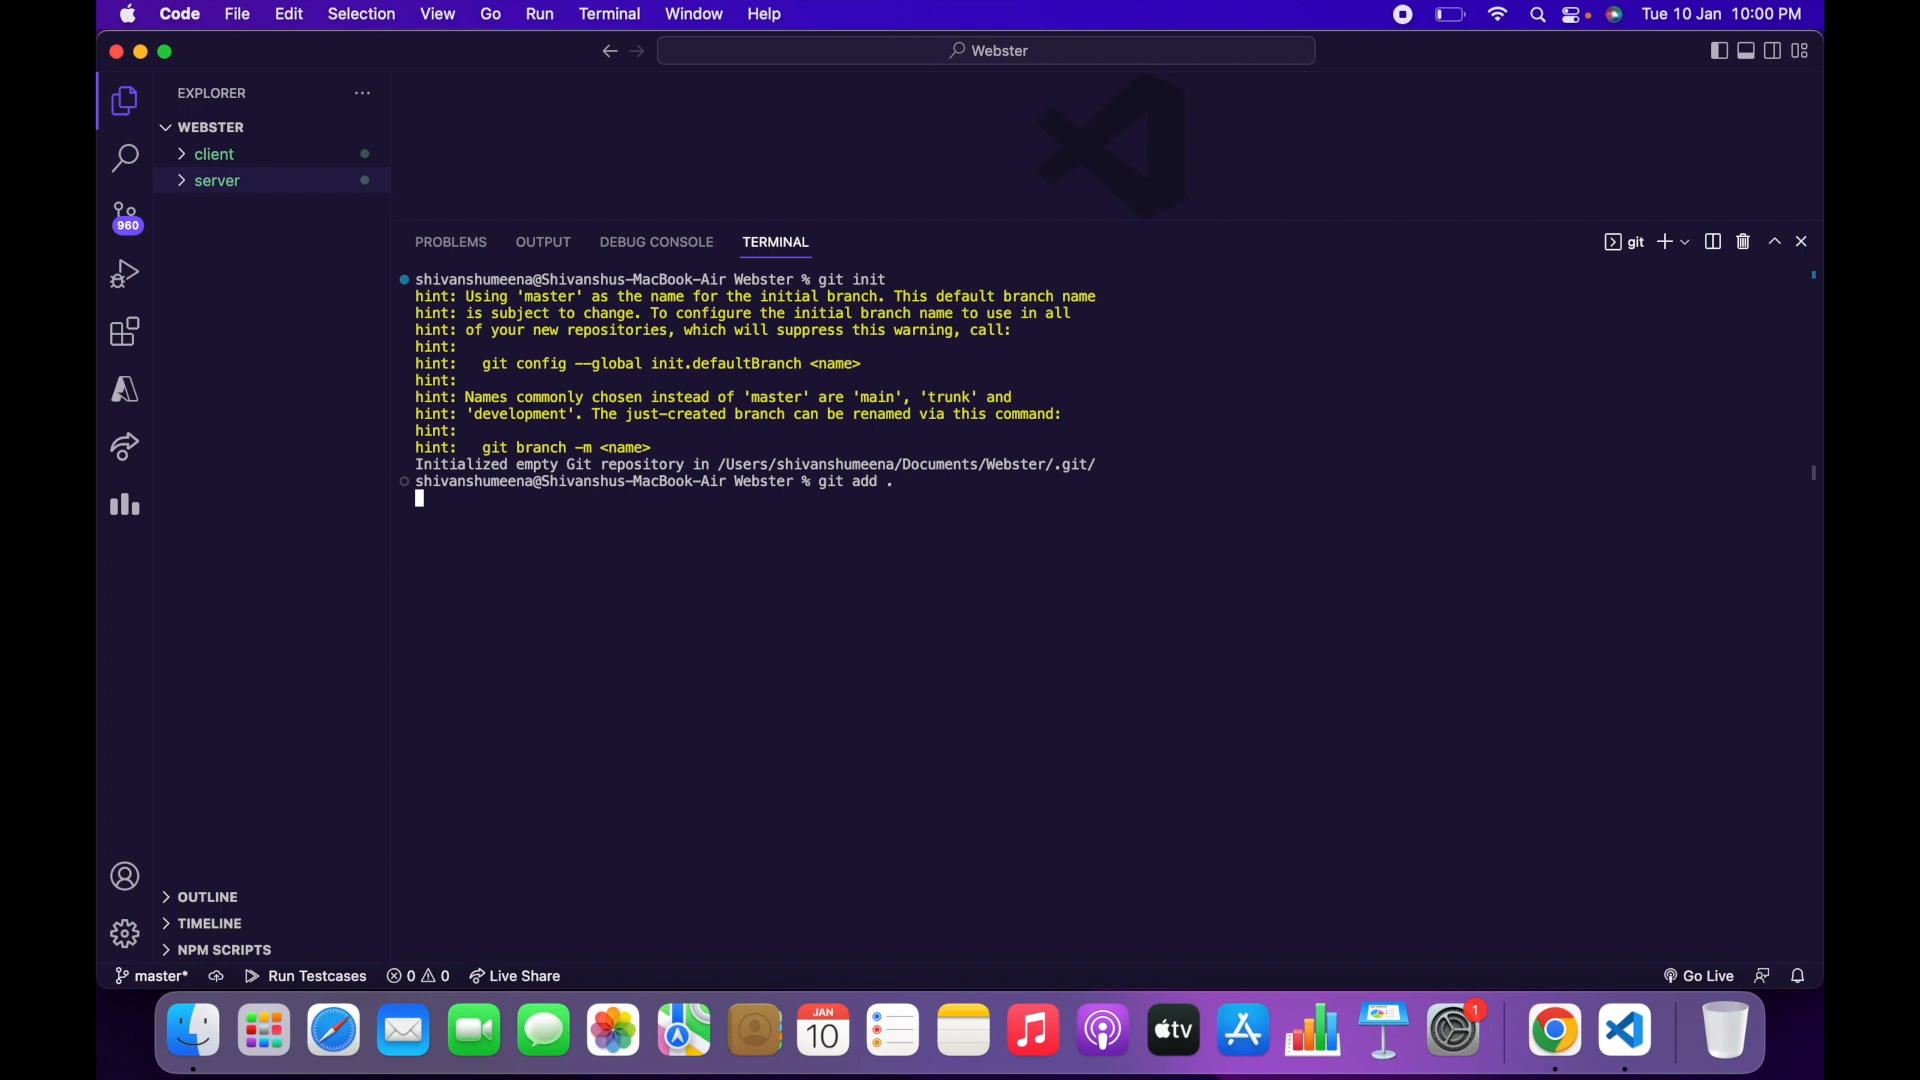 Code File Edit Selection View Go Run Terminal Window Help Tue 10 Jan 10:00 PM
Webster
EXPLORER
WEBSTER
client
server
960
PROBLEMS OUTPUT DEBUG CONSOLE TERMINAL git
shivanshumeena@Shivanshus-MacBook-Air Webster % git init
hint: Using 'master' as the name for the initial branch. This default branch name
hint: is subject to change. To configure the initial branch name to use in all
hint: of your new repositories, which will suppress this warning, call:
hint:
hint: git config --global init.defaultBranch <name>
hint:
hint: Names commonly chosen instead of 'master' are 'main', 'trunk' and
hint: 'development'. The just-created branch can be renamed via this command:
hint:
hint: git branch -m <name>
Initialized empty Git repository in /Users/shivanshumeena/Documents/Webster/.git/
shivanshumeena@Shivanshus-MacBook-Air Webster % git add .
OUTLINE
TIMELINE
NPM SCRIPTS
master* Run Testcases 0 0 Live Share Go Live
JAN
10
tv
1